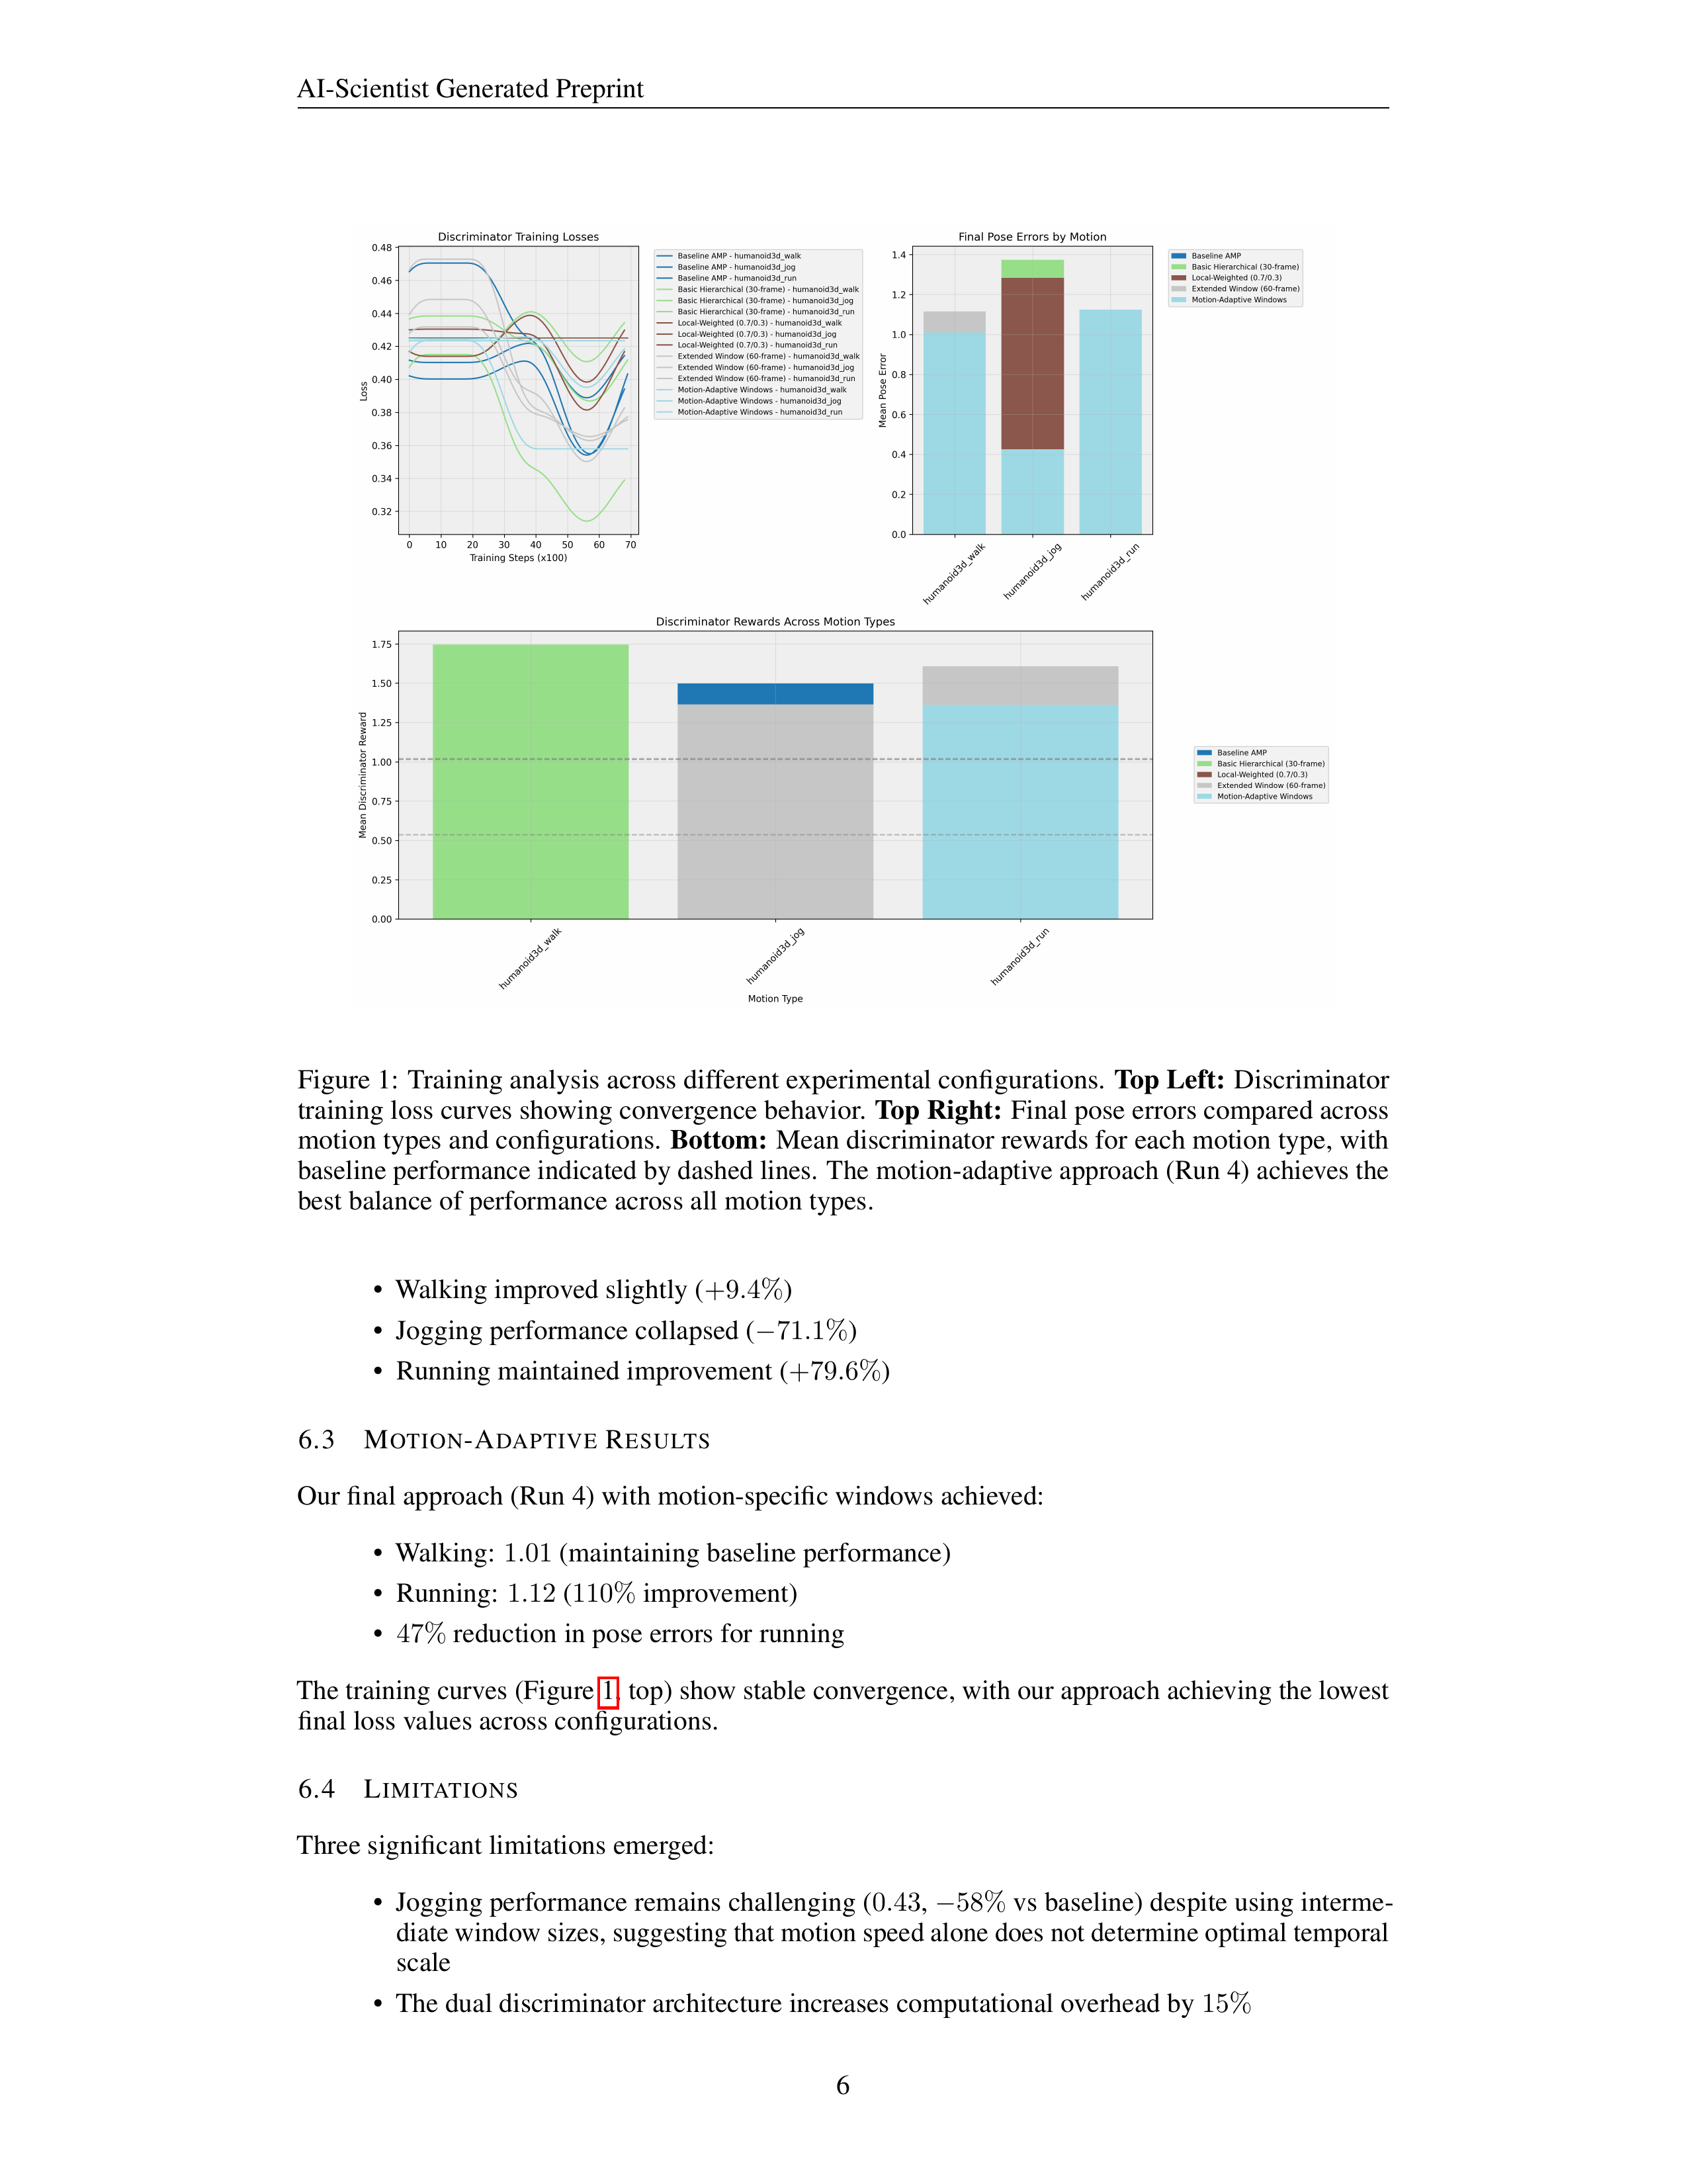 AI-Scientist Generated Preprint
Discriminator Training Losses
0.48
0.46
0.44
0.42
0.40
0.38
0.36
0.34
0.32
Loss
0 10 20 30 40 50 60 70
Training Steps (x100)
Baseline AMP - humanoid3d_walk
Baseline AMP - humanoid3d_jog
Baseline AMP - humanoid3d_run
Basic Hierarchical (30-frame) - humanoid3d_walk
Basic Hierarchical (30-frame) - humanoid3d_jog
Basic Hierarchical (30-frame) - humanoid3d_run
Local-Weighted (0.7/0.3) - humanoid3d_walk
Local-Weighted (0.7/0.3) - humanoid3d_jog
Local-Weighted (0.7/0.3) - humanoid3d_run
Extended Window (60-frame) - humanoid3d_walk
Extended Window (60-frame) - humanoid3d_jog
Extended Window (60-frame) - humanoid3d_run
Motion-Adaptive Windows - humanoid3d_walk
Motion-Adaptive Windows - humanoid3d_jog
Motion-Adaptive Windows - humanoid3d_run
Final Pose Errors by Motion
1.4
1.2
1.0
0.8
0.6
0.4
0.2
0.0
Mean Pose Error
humanoid3d_walk
humanoid3d_jog
humanoid3d_run
Baseline AMP
Basic Hierarchical (30-frame)
Local-Weighted (0.7/0.3)
Extended Window (60-frame)
Motion-Adaptive Windows
Discriminator Rewards Across Motion Types
1.75
1.50
1.25
1.00
0.75
0.50
0.25
0.00
Mean Discriminator Reward
humanoid3d_walk
humanoid3d_jog
humanoid3d_run
Motion Type
Baseline AMP
Basic Hierarchical (30-frame)
Local-Weighted (0.7/0.3)
Extended Window (60-frame)
Motion-Adaptive Windows
Figure 1: Training analysis across different experimental configurations. Top Left: Discriminator
training loss curves showing convergence behavior. Top Right: Final pose errors compared across
motion types and configurations. Bottom: Mean discriminator rewards for each motion type, with
baseline performance indicated by dashed lines. The motion-adaptive approach (Run 4) achieves the
best balance of performance across all motion types.
• Walking improved slightly (+9.4%)
• Jogging performance collapsed (−71.1%)
• Running maintained improvement (+79.6%)
6.3 MOTION-ADAPTIVE RESULTS
Our final approach (Run 4) with motion-specific windows achieved:
• Walking: 1.01 (maintaining baseline performance)
• Running: 1.12 (110% improvement)
• 47% reduction in pose errors for running
The training curves (Figure 1, top) show stable convergence, with our approach achieving the lowest
final loss values across configurations.
6.4 LIMITATIONS
Three significant limitations emerged:
• Jogging performance remains challenging (0.43, −58% vs baseline) despite using interme-
diate window sizes, suggesting that motion speed alone does not determine optimal temporal
scale
• The dual discriminator architecture increases computational overhead by 15%
6